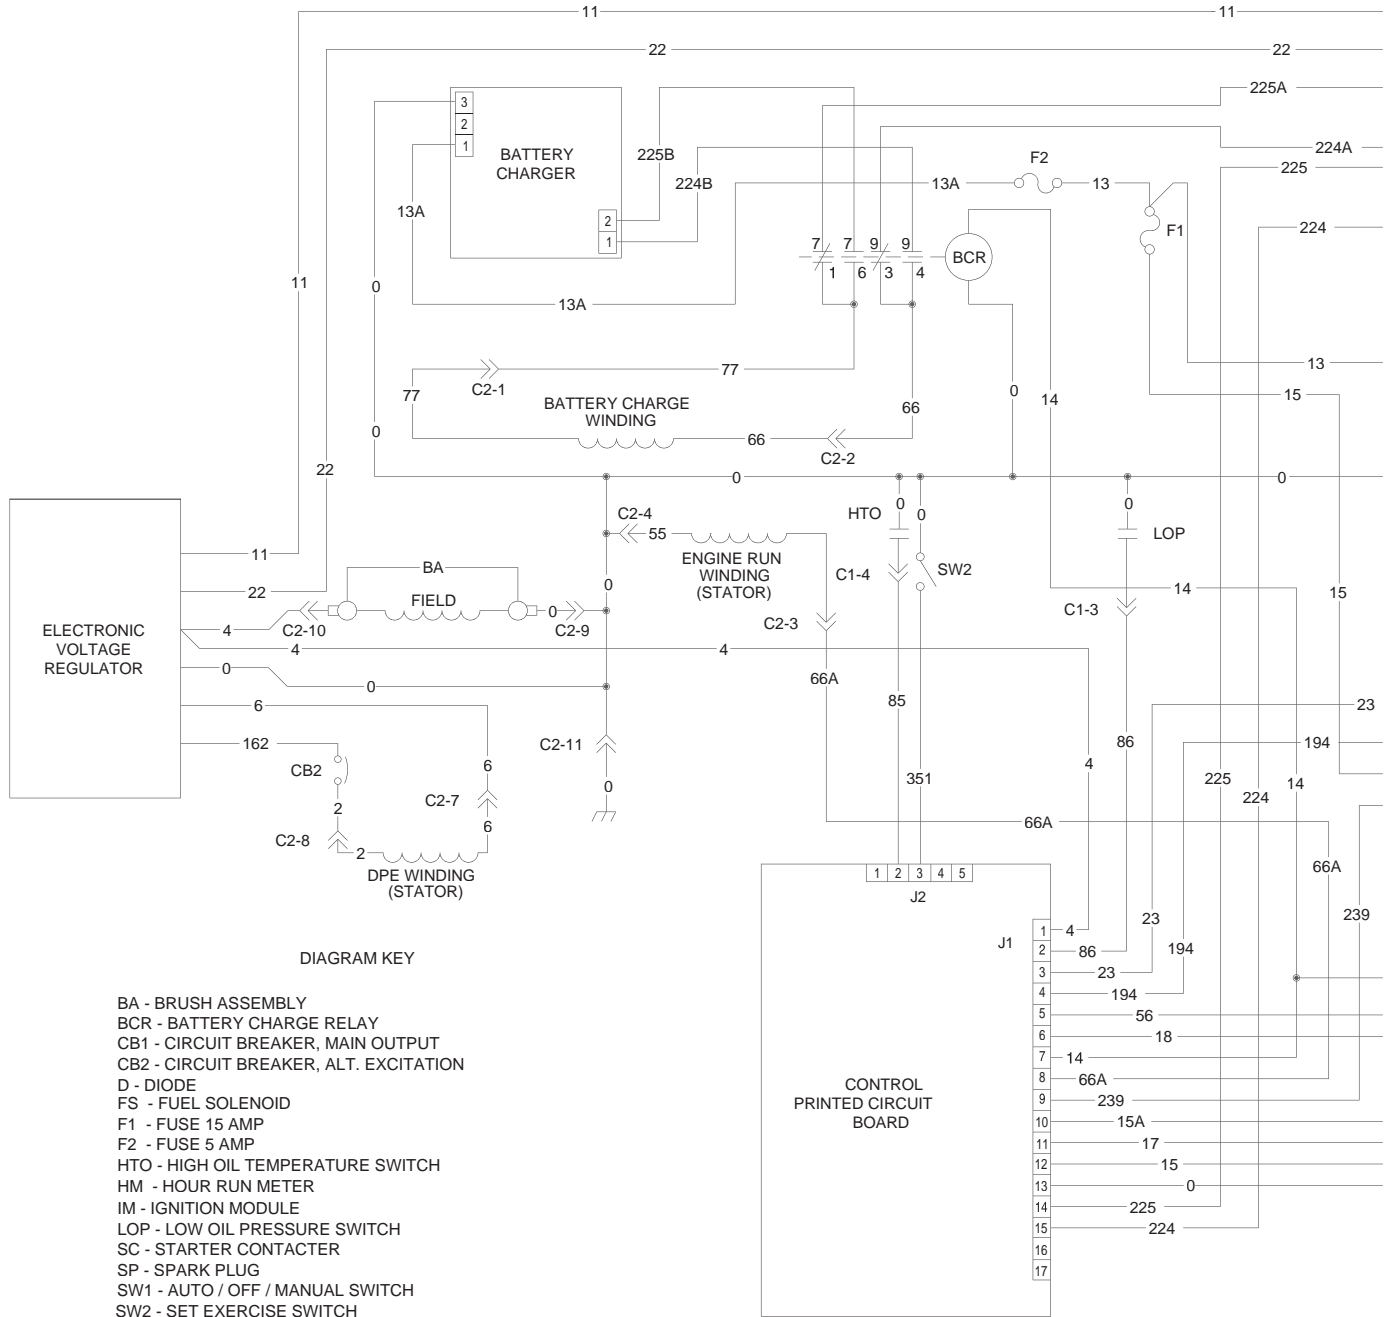 11
11
22
22
225A
3
2
1
BATTERY
CHARGER
225B
224B
224A
F2
225
13A
13
13A
2
1
F1
224
7
7
9
9
BCR
1
6
3
4
11
0
13A
13
77
C2-1
77
0
14
15
BATTERY CHARGE
WINDING
66
66
C2-2
0
22
0
0
C2-4
55
HTO
0
0
0
LOP
11
ENGINE RUN
WINDING
(STATOR)
C1-4
SW2
BA
22
FIELD
0
14
15
C1-3
4
C2-10
0
C2-9
C2-3
ELECTRONIC
VOLTAGE
REGULATOR
4
4
0
0
66A
6
85
23
162
C2-11
86
194
CB2
6
4
351
225
14
2
C2-7
0
224
C2-8
6
66A
2
DPE WINDING
(STATOR)
66A
1
2
3
4
5
J2
23
239
J1
1
4
194
2
86
3
23
4
194
5
56
6
18
7
14
8
66A
9
239
10
15A
11
17
12
15
13
0
14
225
15
224
16
17
CONTROL
PRINTED CIRCUIT
BOARD
DIAGRAM KEY
BA - BRUSH ASSEMBLY
BCR - BATTERY CHARGE RELAY
CB1 - CIRCUIT BREAKER, MAIN OUTPUT
CB2 - CIRCUIT BREAKER, ALT. EXCITATION
D - DIODE
FS - FUEL SOLENOID
F1 - FUSE 15 AMP
F2 - FUSE 5 AMP
HTO - HIGH OIL TEMPERATURE SWITCH
HM - HOUR RUN METER
IM - IGNITION MODULE
LOP - LOW OIL PRESSURE SWITCH
SC - STARTER CONTACTER
SP - SPARK PLUG
SW1 - AUTO / OFF / MANUAL SWITCH
SW2 - SET EXERCISE SWITCH